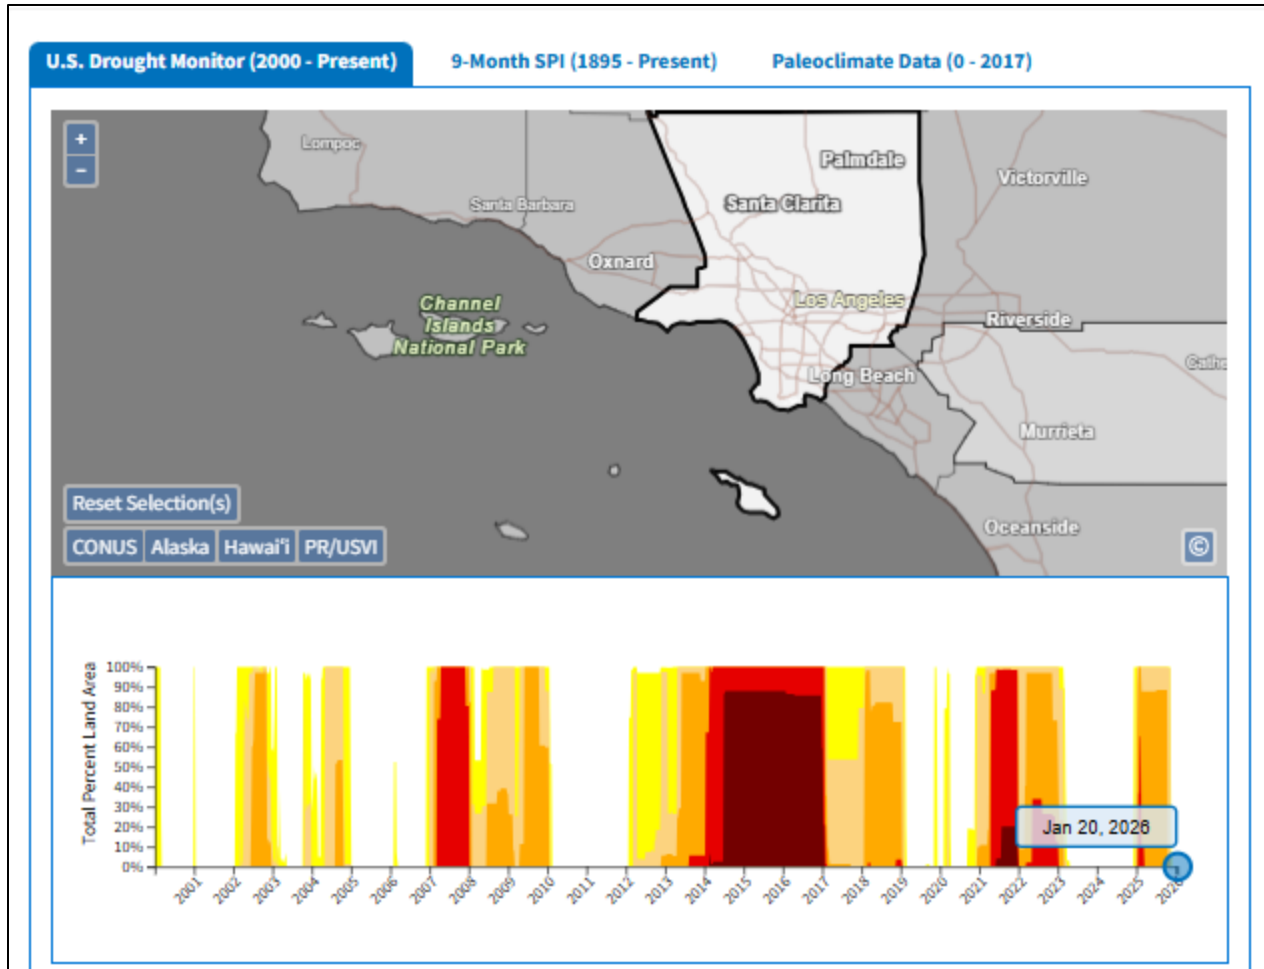 U.S. Drought Monitor (2000 - Present) 9-Month SPI (1895 - Present) Paleoclimate Data (0 - 2017)
+
−
Lompoc
Palmdale
Victorville
Santa Barbara
Santa Clarita
Oxnard
Channel
Islands
National Park
Los Angeles
Riverside
Cathe
Long Beach
Murrieta
Reset Selection(s)
Oceanside
CONUS Alaska Hawaiʻi PR/USVI
©
Total Percent Land Area
100%
90%
80%
70%
60%
50%
40%
30%
20%
10%
0%
Jan 20, 2026
2001 2002 2003 2004 2005 2006 2007 2008 2009 2010 2011 2012 2013 2014 2015 2016 2017 2018 2019 2020 2021 2022 2023 2024 2025 2026